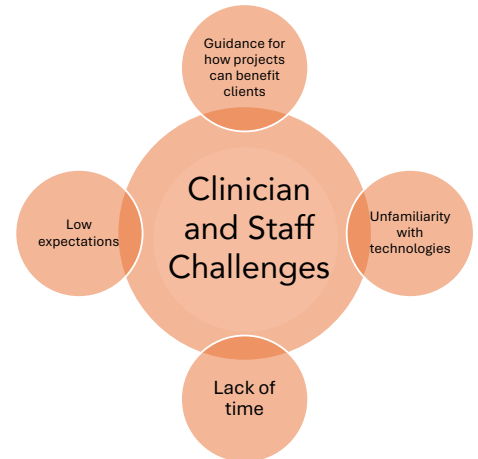 Guidance for
how projects
can benefit
clients
Clinician
and Staff
Challenges
Low
expectations
Unfamiliarity
with
technologies
Lack of
time